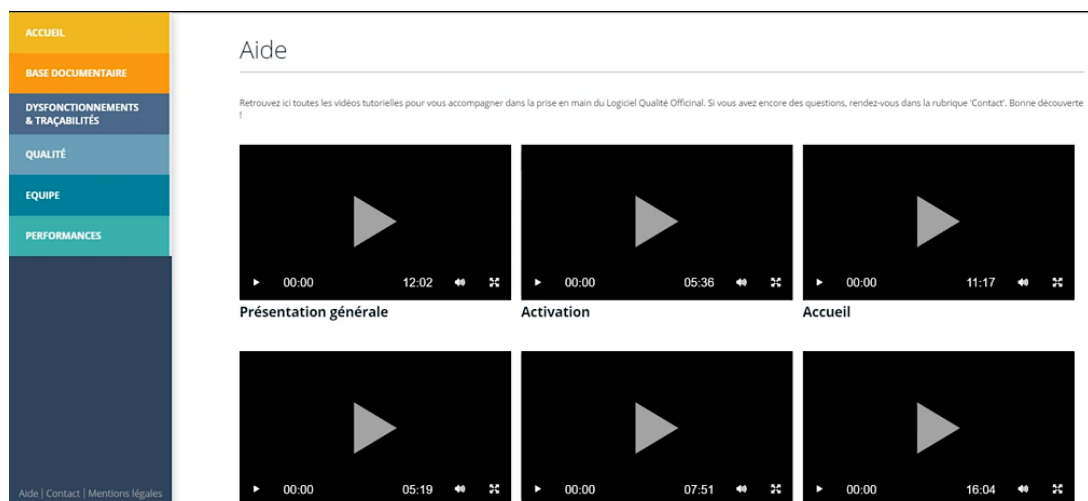 ACCUEIL
BASE DOCUMENTAIRE
DYSFONCTIONNEMENTS
& TRAÇABILITÉS
QUALITÉ
EQUIPE
PERFORMANCES
Aide | Contact | Mentions légales
Aide
Retrouvez ici toutes les vidéos tutorielles pour vous accompagner dans la prise en main du Logiciel Qualité Officinal. Si vous avez encore des questions, rendez-vous dans la rubrique 'Contact'. Bonne découverte
!
00:00 12:02
00:00 05:36
00:00 11:17
Présentation générale
Activation
Accueil
00:00 05:19
00:00 07:51
00:00 16:04